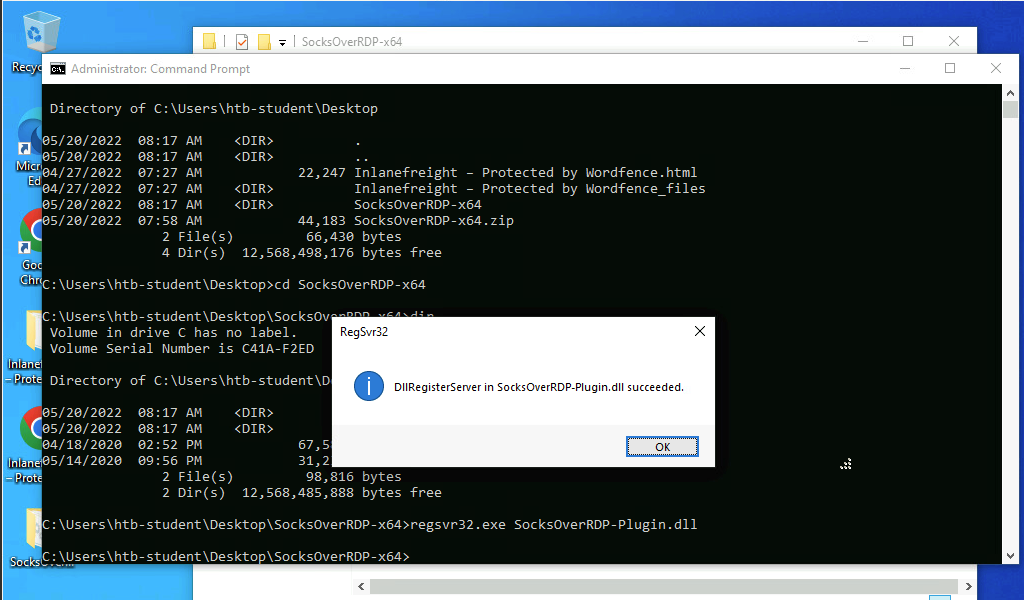 SocksOverRDP-x64
Recyc
Administrator: Command Prompt
Directory of C:\Users\htb-student\Desktop
05/20/2022  08:17 AM    <DIR>          .
05/20/2022  08:17 AM    <DIR>          ..
04/27/2022  07:27 AM            22,247 Inlanefreight – Protected by Wordfence.html
04/27/2022  07:27 AM    <DIR>          Inlanefreight – Protected by Wordfence_files
05/20/2022  08:17 AM    <DIR>          SocksOverRDP-x64
05/20/2022  07:58 AM            44,183 SocksOverRDP-x64.zip
2 File(s)         66,430 bytes
4 Dir(s)  12,568,498,176 bytes free
C:\Users\htb-student\Desktop>cd SocksOverRDP-x64
C:\Users\htb-student\Desktop\SocksOverRDP-x64>dir
Volume in drive C has no label.
Volume Serial Number is C41A-F2ED
Directory of C:\Users\htb-student\D
05/20/2022  08:17 AM    <DIR>
05/20/2022  08:17 AM    <DIR>
04/18/2020  02:52 PM            67,5
05/14/2020  09:56 PM            31,2
2 File(s)         98,816 bytes
2 Dir(s)  12,568,485,888 bytes free
C:\Users\htb-student\Desktop\SocksOverRDP-x64>regsvr32.exe SocksOverRDP-Plugin.dll
C:\Users\htb-student\Desktop\SocksOverRDP-x64>
RegSvr32
DllRegisterServer in SocksOverRDP-Plugin.dll succeeded.
OK
Micro
Ed
Goo
Chro
Inlanef
– Prote
Inlanef
– Prote